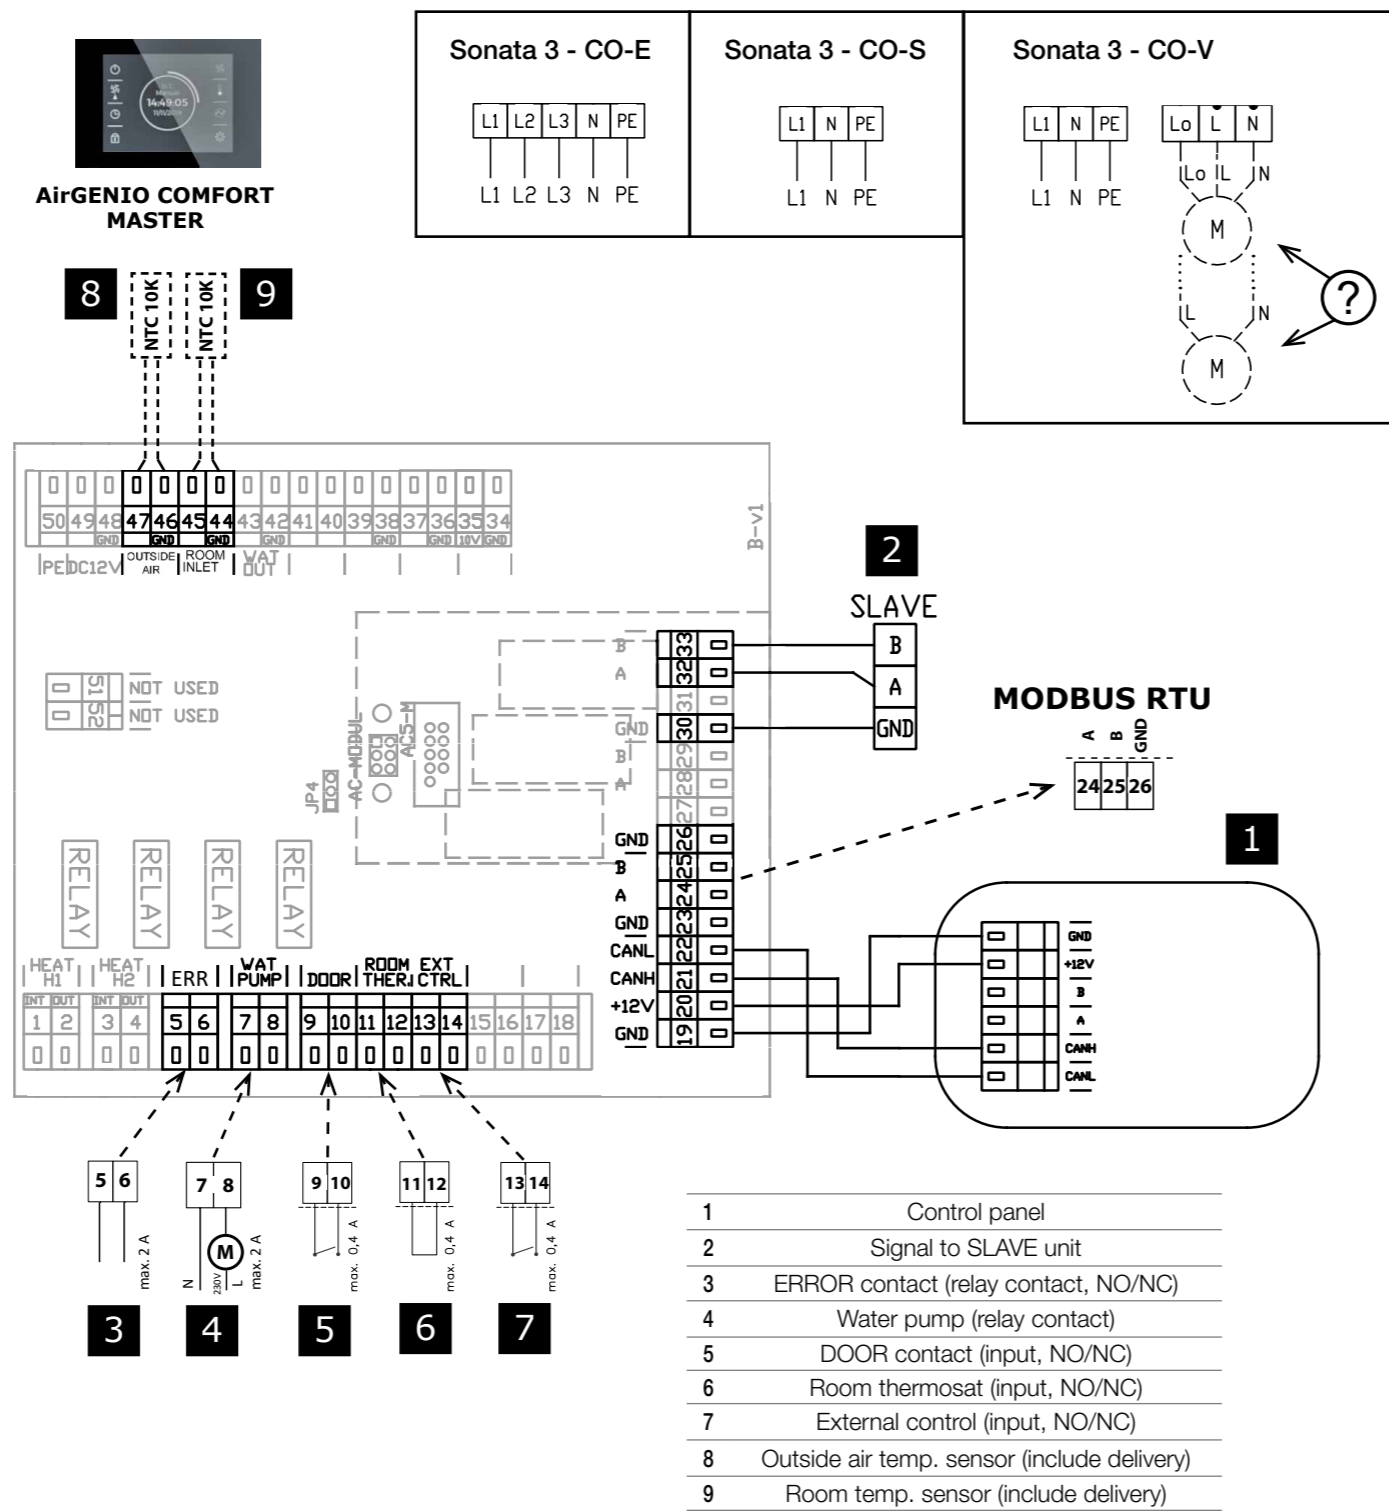 Sonata 3 - CO-E
L1 L2 L3 N PE
L1 L2 L3 N PE
Sonata 3 - CO-S
L1 N PE
L1 N PE
Sonata 3 - CO-V
L1 N PE
L1 N PE
Lo L N
Lo L N
M
L N
M
?
14:49:05
AirGENIO COMFORT
MASTER
8
NTC 10K
NTC 10K
9
50 49 48 47 46 45 44 43 42 41 40 39 38 37 36 35 34
GND GND GND GND GND GND 10V GND
PE DC12V OUTSIDE AIR ROOM INLET WAT OUT
B-v1
51 NOT USED
52 NOT USED
JP4
AC-MODUL
AC5-M
RELAY
RELAY
RELAY
RELAY
B 33
A 32
31
GND 30
B 29
A 28
27
GND 26
B 25
A 24
GND 23
CANL 22
CANH 21
+12V 20
GND 19
2
SLAVE
B
A
GND
MODBUS RTU
A B GND
24 25 26
1
GND
+12V
B
A
CANH
CANL
HEAT H1 HEAT H2 ERR WAT PUMP DOOR ROOM THER. EXT CTRL
INT OUT INT OUT
1 2 3 4 5 6 7 8 9 10 11 12 13 14 15 16 17 18
5 6
max. 2 A
3
7 8
M
N 230V L
max. 2 A
4
9 10
max. 0,4 A
5
11 12
max. 0,4 A
6
13 14
max. 0,4 A
7
1 Control panel
2 Signal to SLAVE unit
3 ERROR contact (relay contact, NO/NC)
4 Water pump (relay contact)
5 DOOR contact (input, NO/NC)
6 Room thermosat (input, NO/NC)
7 External control (input, NO/NC)
8 Outside air temp. sensor (include delivery)
9 Room temp. sensor (include delivery)